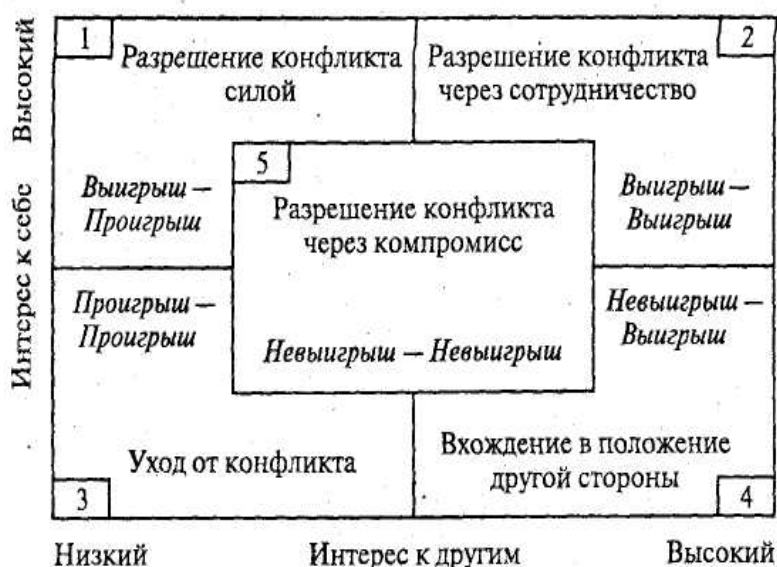 Высокий
Интерес к себе
1
Разрешение конфликта
силой
Выигрыш –
Проигрыш
2
Разрешение конфликта
через сотрудничество
Выигрыш –
Выигрыш
5
Разрешение конфликта
через компромисс
Невыигрыш – Невыигрыш
Проигрыш –
Проигрыш
Уход от конфликта
3
Невыигрыш –
Выигрыш
Вхождение в положение
другой стороны
4
Низкий
Интерес к другим
Высокий